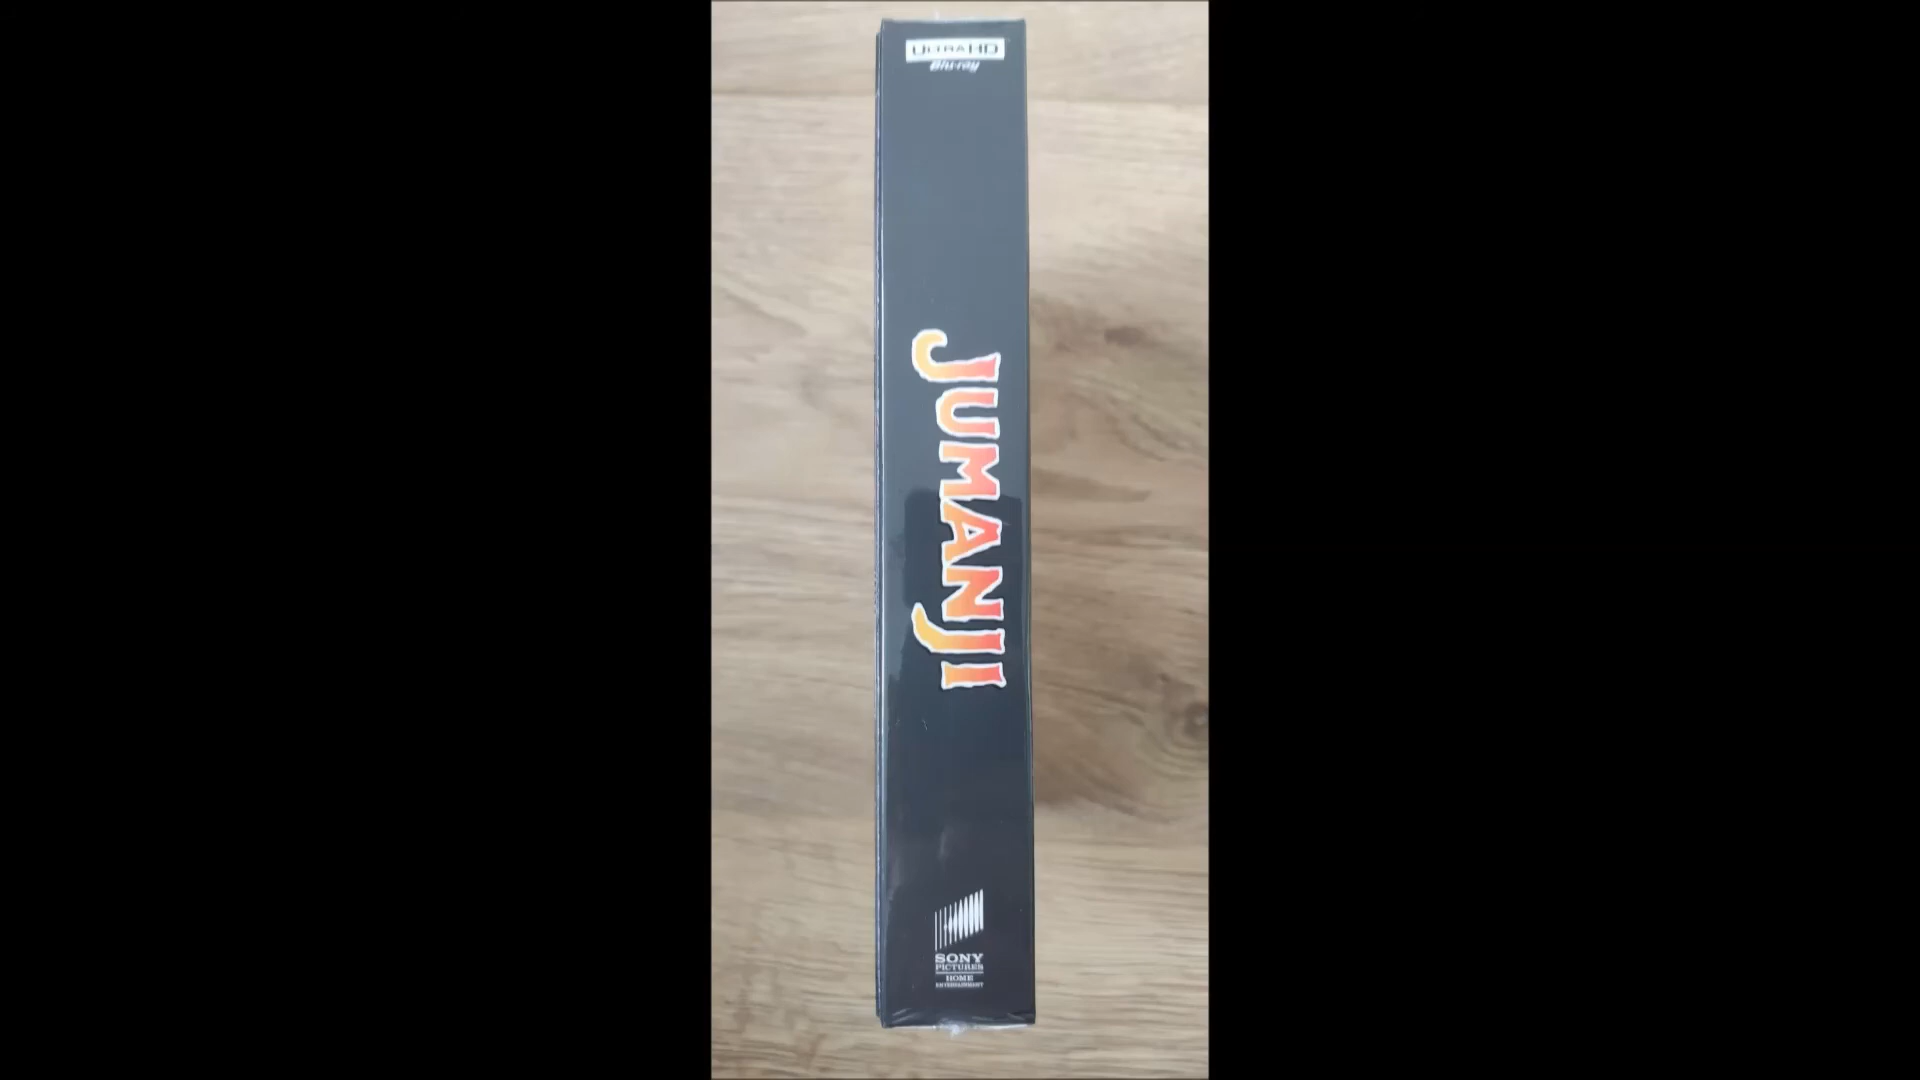 ULTRA HD
Blu-ray
JUMANJI
SONY
PICTURES
HOME
ENTERTAINMENT